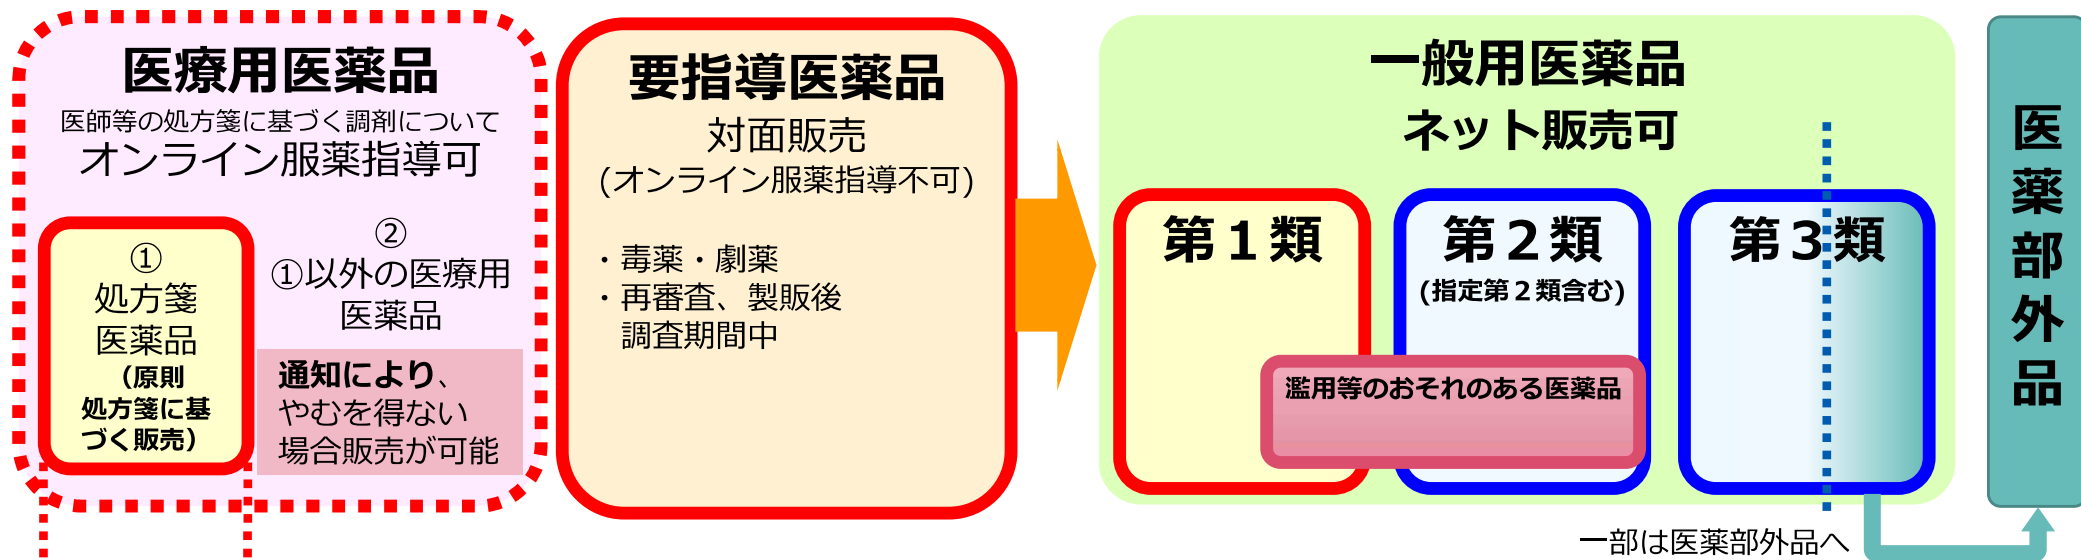 医療用医薬品
医師等の処方箋に基づく調剤について
オンライン服薬指導可
①
処方箋
医薬品
（原則
処方箋に基
づく販売）
②
①以外の医療用
医薬品
通知により、
やむを得ない
場合販売が可能
要指導医薬品
対面販売
(オンライン服薬指導不可)
・毒薬・劇薬
・再審査、製販後
調査期間中
一般用医薬品
ネット販売可
第１類
第２類
(指定第２類含む)
第３類
濫用等のおそれのある医薬品
一部は医薬部外品へ
医薬部外品